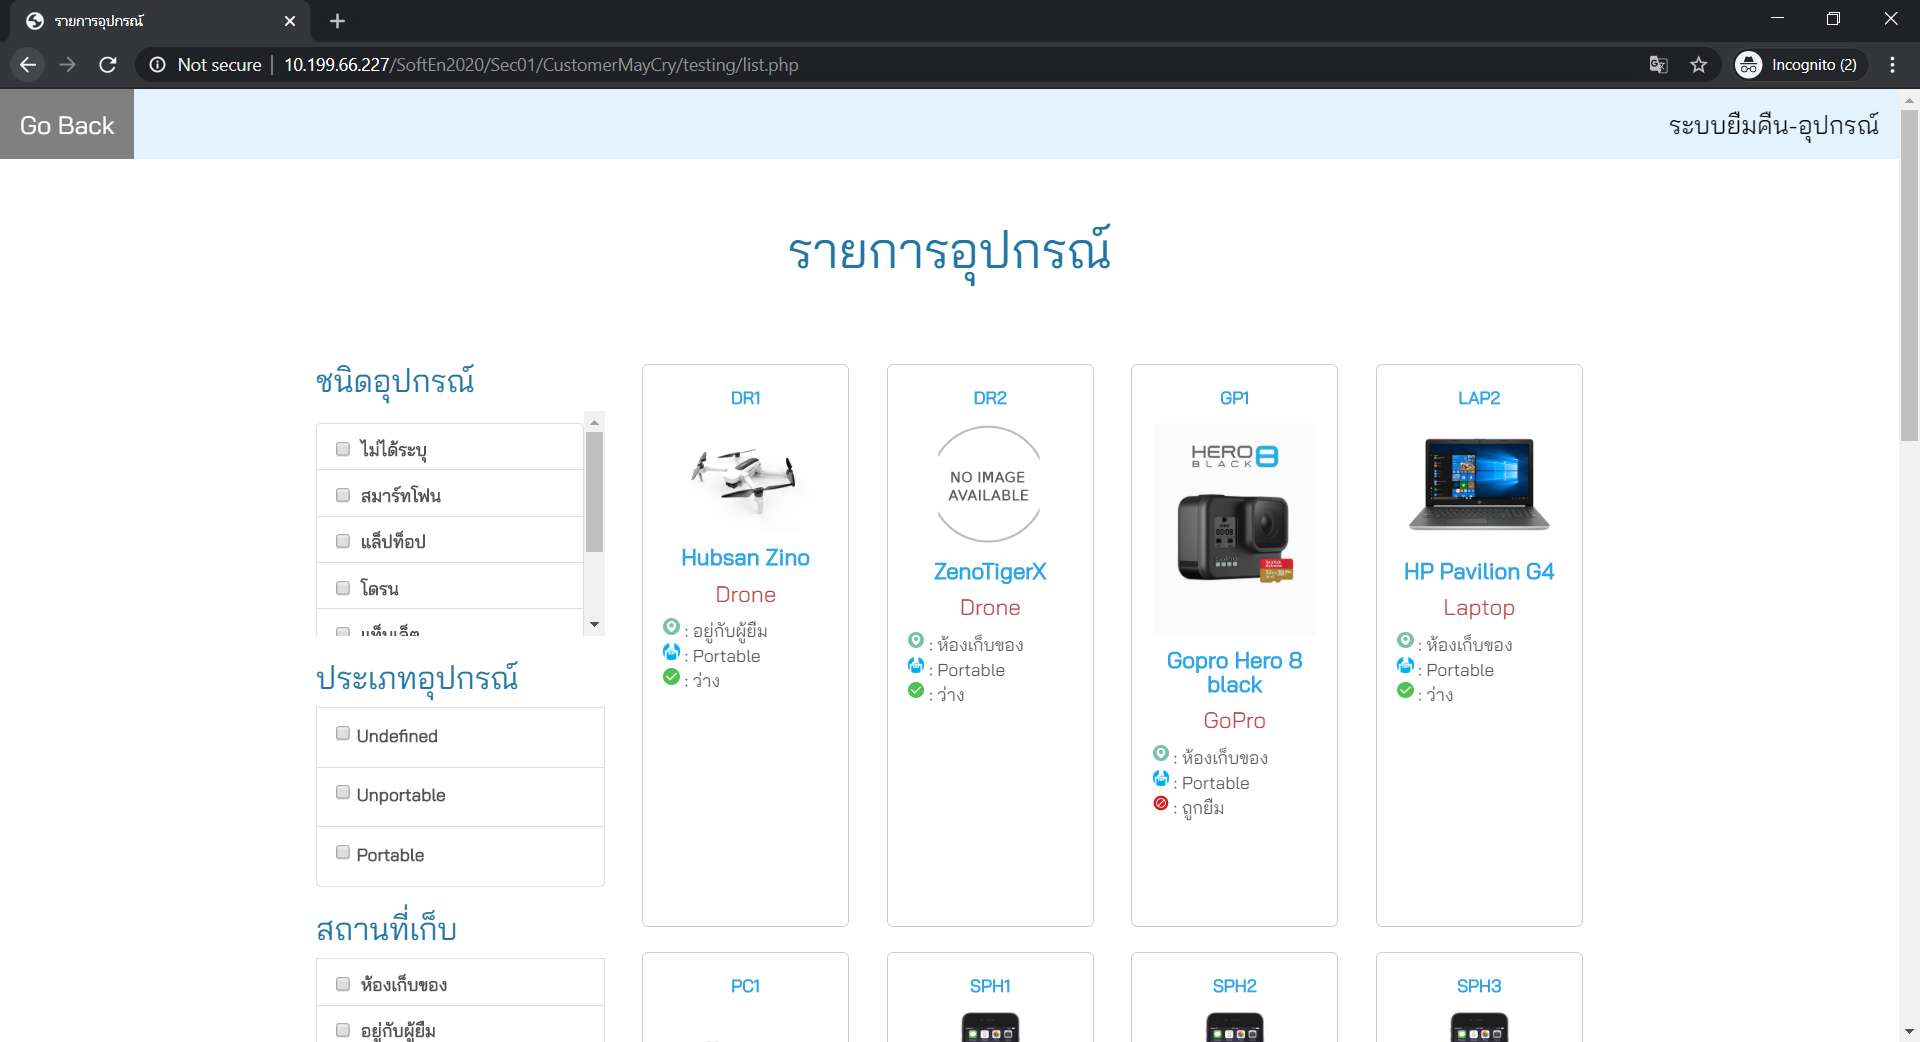 รายการอุปกรณ์
Not secure
10.199.66.227/SoftEn2020/Sec01/CustomerMayCry/testing/list.php
Incognito (2)
Go Back
ระบบยืมคืน-อุปกรณ์
รายการอุปกรณ์
ชนิดอุปกรณ์
ไม่ได้ระบุ
สมาร์ทโฟน
แล็ปท็อป
โดรน
แท็บเล็ต
ประเภทอุปกรณ์
Undefined
Unportable
Portable
สถานที่เก็บ
ห้องเก็บของ
อยู่กับผู้ยืม
DR1
Hubsan Zino
Drone
: อยู่กับผู้ยืม
: Portable
: ว่าง
DR2
NO IMAGE
AVAILABLE
ZenoTigerX
Drone
: ห้องเก็บของ
: Portable
: ว่าง
GP1
HERO 8
BLACK
Gopro Hero 8
black
GoPro
: ห้องเก็บของ
: Portable
: ถูกยืม
LAP2
HP Pavilion G4
Laptop
: ห้องเก็บของ
: Portable
: ว่าง
PC1
SPH1
SPH2
SPH3